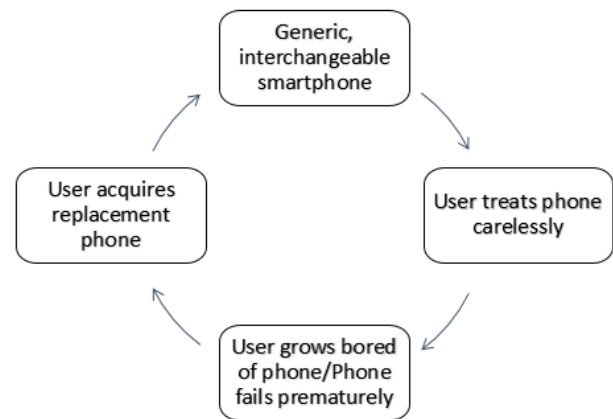 Generic,
interchangeable
smartphone
User treats phone
carelessly
User grows bored
of phone/Phone
fails prematurely
User acquires
replacement
phone